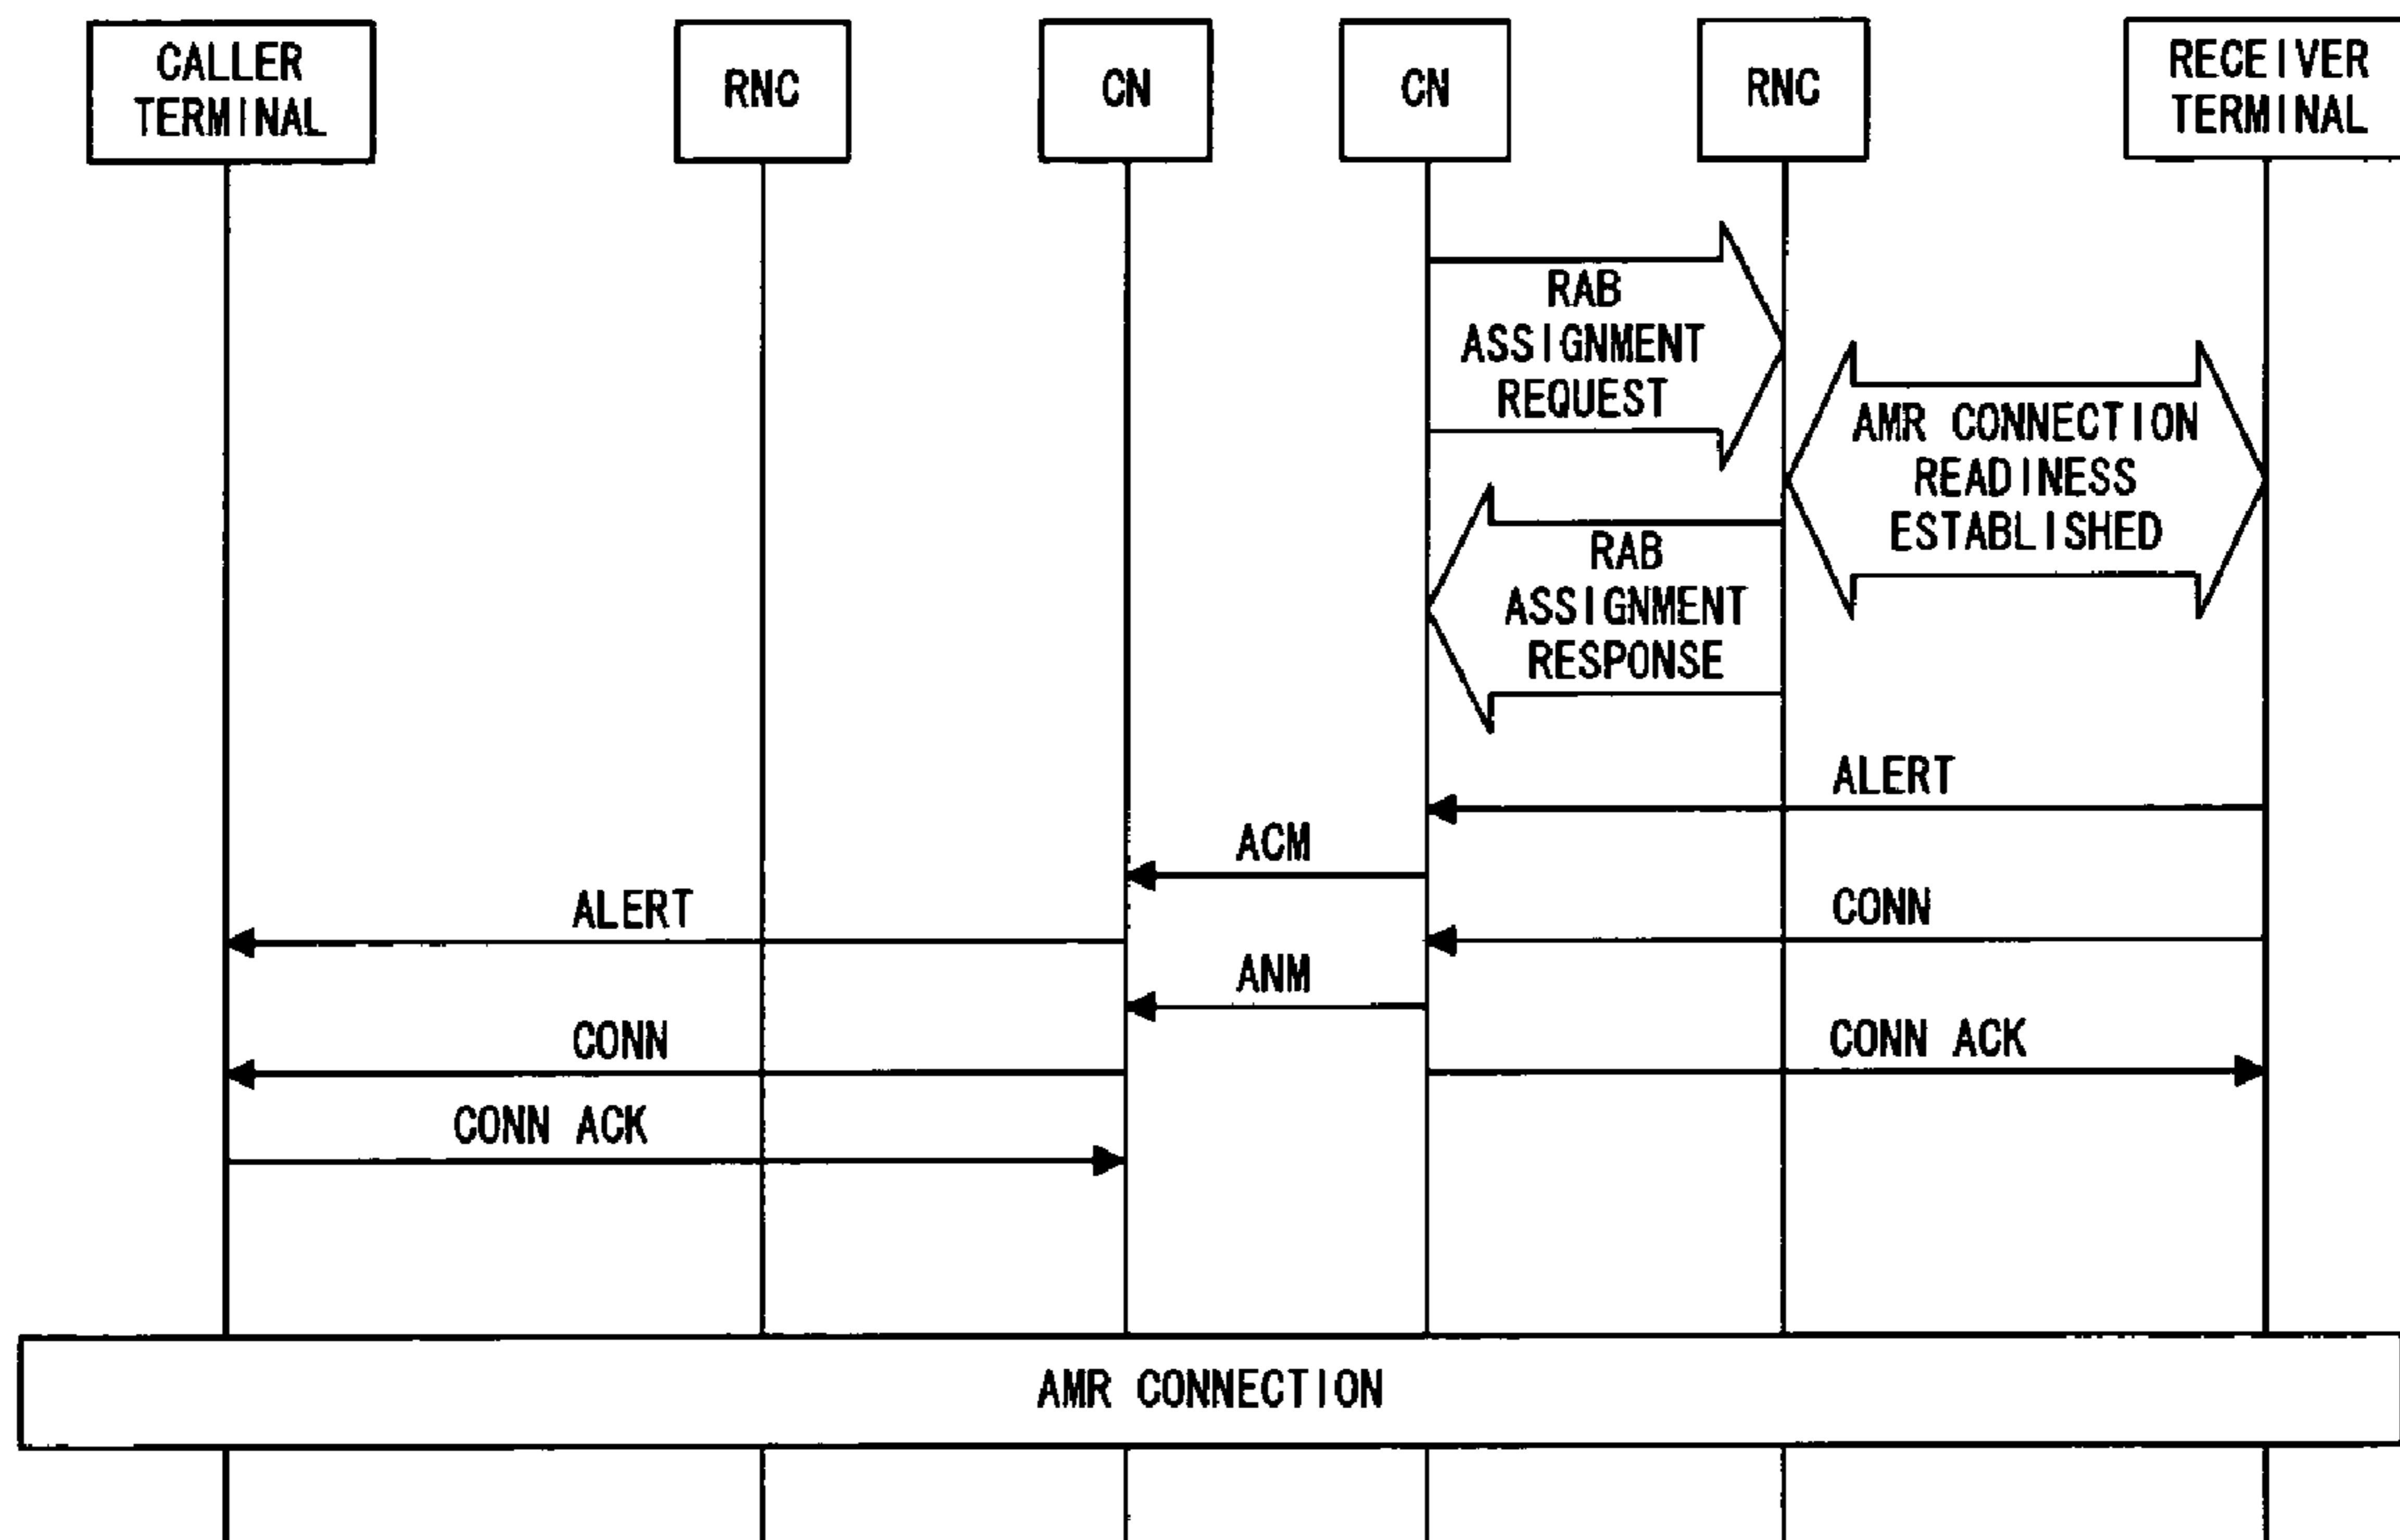 CALLER
TERMINAL
RNC
CN
CN
RNC
RECEIVER
TERMINAL
RAB
ASSIGNMENT
REQUEST
AMR CONNECTION
READINESS
ESTABLISHED
RAB
ASSIGNMENT
RESPONSE
ALERT
ACM
ALERT
CONN
ANM
CONN
CONN ACK
CONN ACK
AMR CONNECTION